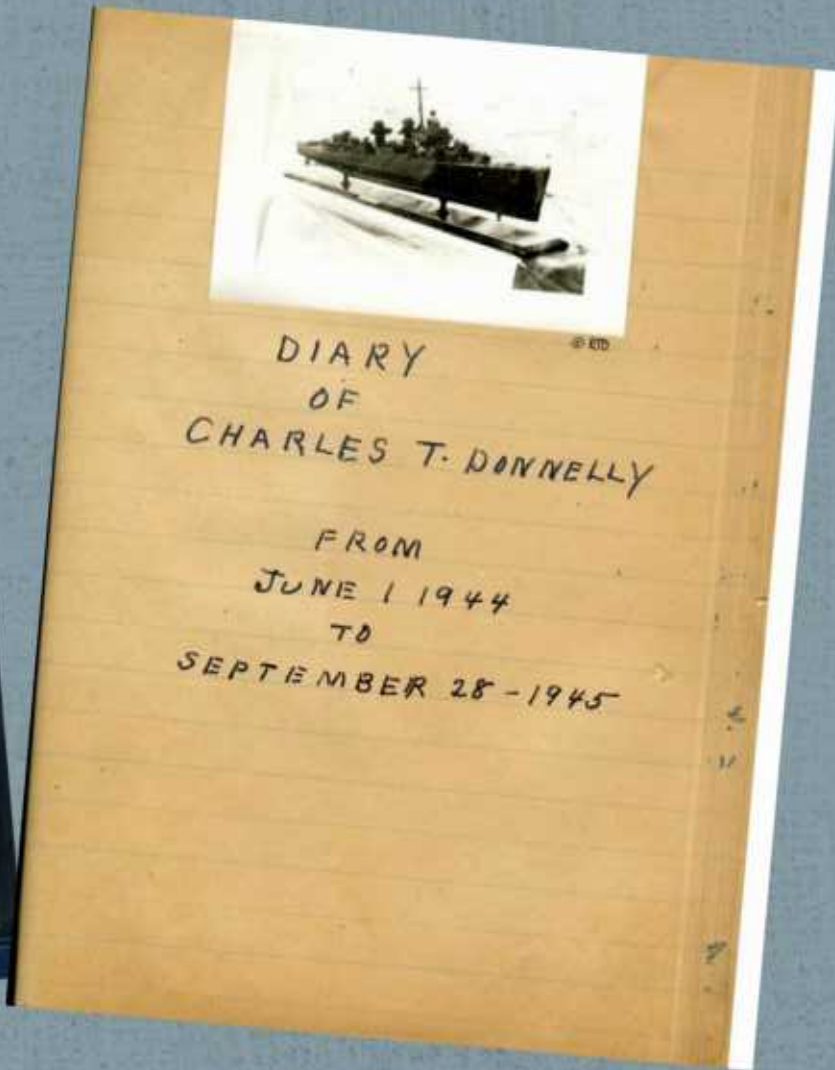 DIARY
OF
CHARLES T. DONNELLY
FROM
JUNE 1 1944
TO
SEPTEMBER 28-1945